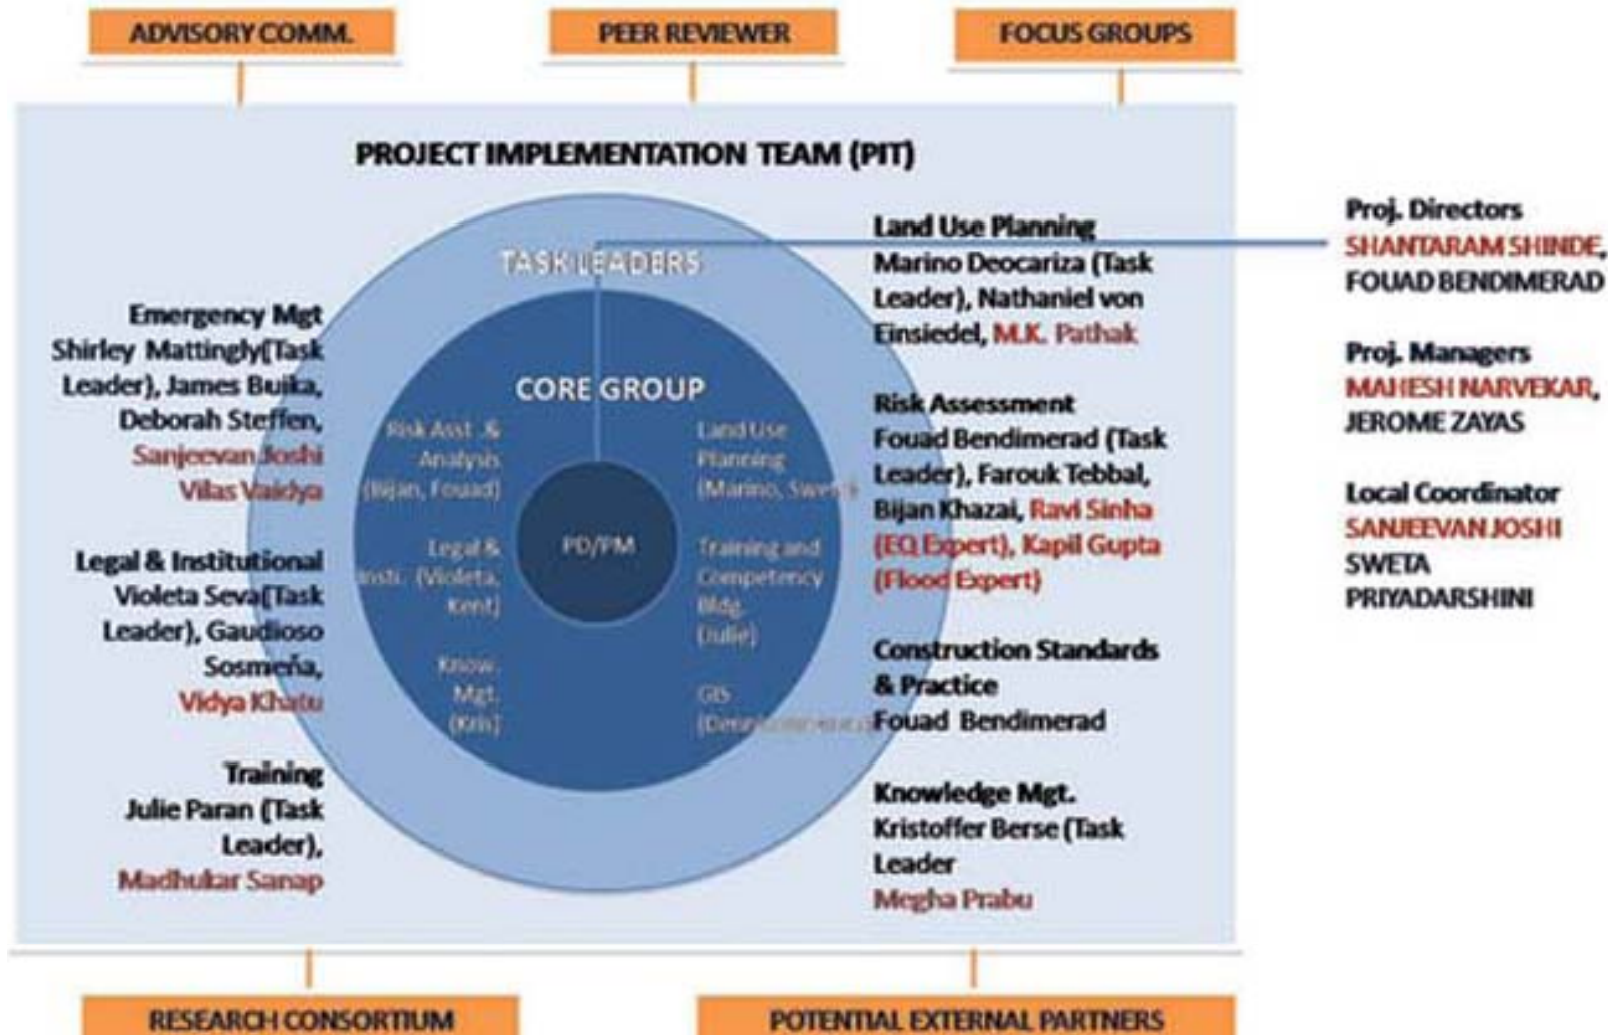 ADVISORY COMM.
PEER REVIEWER
FOCUS GROUPS
PROJECT IMPLEMENTATION TEAM (PIT)
TASK LEADERS
CORE GROUP
Risk Asst .&
Analysis
(Bijan, Fouad)
Legal &
Insti. (Violeta,
Kent)
Know.
Mgt.
(Kris)
PD/PM
Land Use
Planning
(Marino,
Training and
Competency
Bldg.
(Julie)
GIS
Emergency Mgt
Shirley Mattingly(Task
Leader), James Buika,
Deborah Steffen,
Sanjeevan Joshi
Vilas Vaidya
Legal & Institutional
Violeta Seva(Task
Leader), Gaudioso
Sosmeña,
Vidya Khatu
Training
Julie Paran (Task
Leader),
Madhukar Sanap
Land Use Planning
Marino Deocariza (Task
Leader), Nathaniel von
Einsiedel, M.K. Pathak
Risk Assessment
Fouad Bendimerad (Task
Leader), Farouk Tebbal,
Bijan Khazai, Ravi Sinha
(EQ Expert), Kapil Gupta
(Flood Expert)
Construction Standards
& Practice
Fouad Bendimerad
Knowledge Mgt.
Kristoffer Berse (Task
Leader
Megha Prabu
Proj. Directors
SHANTARAM SHINDE,
FOUAD BENDIMERAD
Proj. Managers
MAHESH NARVEKAR,
JEROME ZAYAS
Local Coordinator
SANJEEVAN JOSHI
SWETA
PRIYADARSHINI
RESEARCH CONSORTIUM
POTENTIAL EXTERNAL PARTNERS